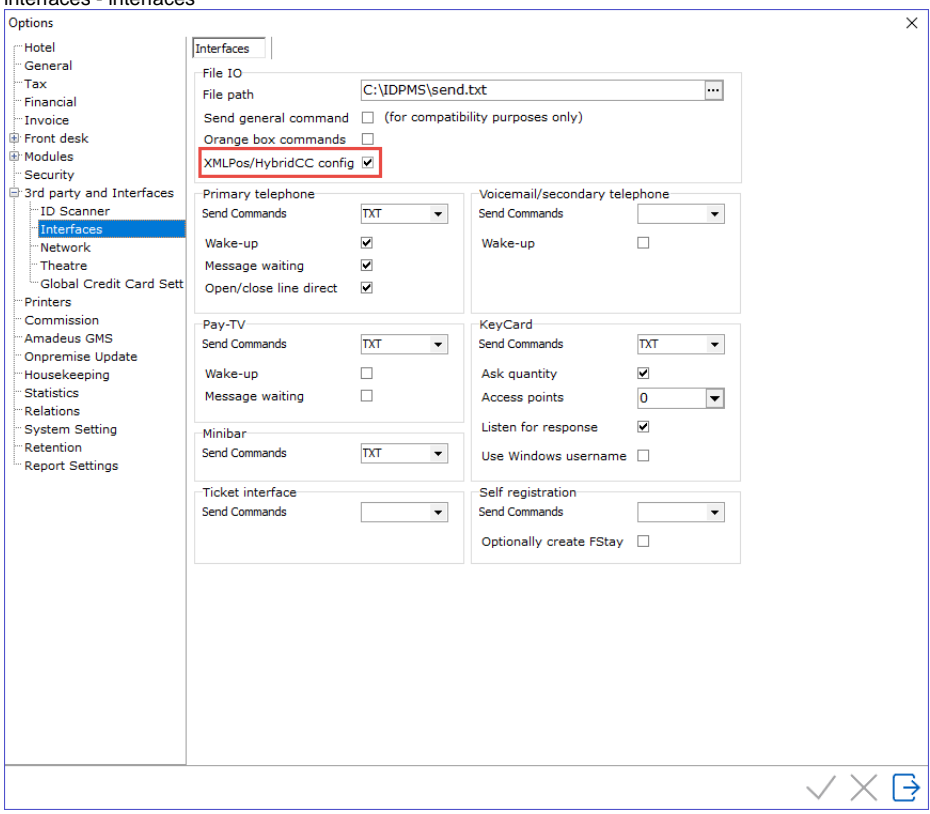 interfaces - interfaces
Options
Hotel
General
Tax
Financial
Invoice
Front desk
Modules
Security
3rd party and Interfaces
ID Scanner
Interfaces
Network
Theatre
Global Credit Card Sett
Printers
Commission
Amadeus GMS
Onpremise Update
Housekeeping
Statistics
Relations
System Setting
Retention
Report Settings
Interfaces
File IO
File path C:\IDPMS\send.txt ...
Send general command (for compatibility purposes only)
Orange box commands
XMLPos/HybridCC config
Primary telephone
Send Commands TXT
Wake-up
Message waiting
Open/close line direct
Voicemail/secondary telephone
Send Commands
Wake-up
Pay-TV
Send Commands TXT
Wake-up
Message waiting
KeyCard
Send Commands TXT
Ask quantity
Access points 0
Listen for response
Use Windows username
Minibar
Send Commands TXT
Ticket interface
Send Commands
Self registration
Send Commands
Optionally create FStay